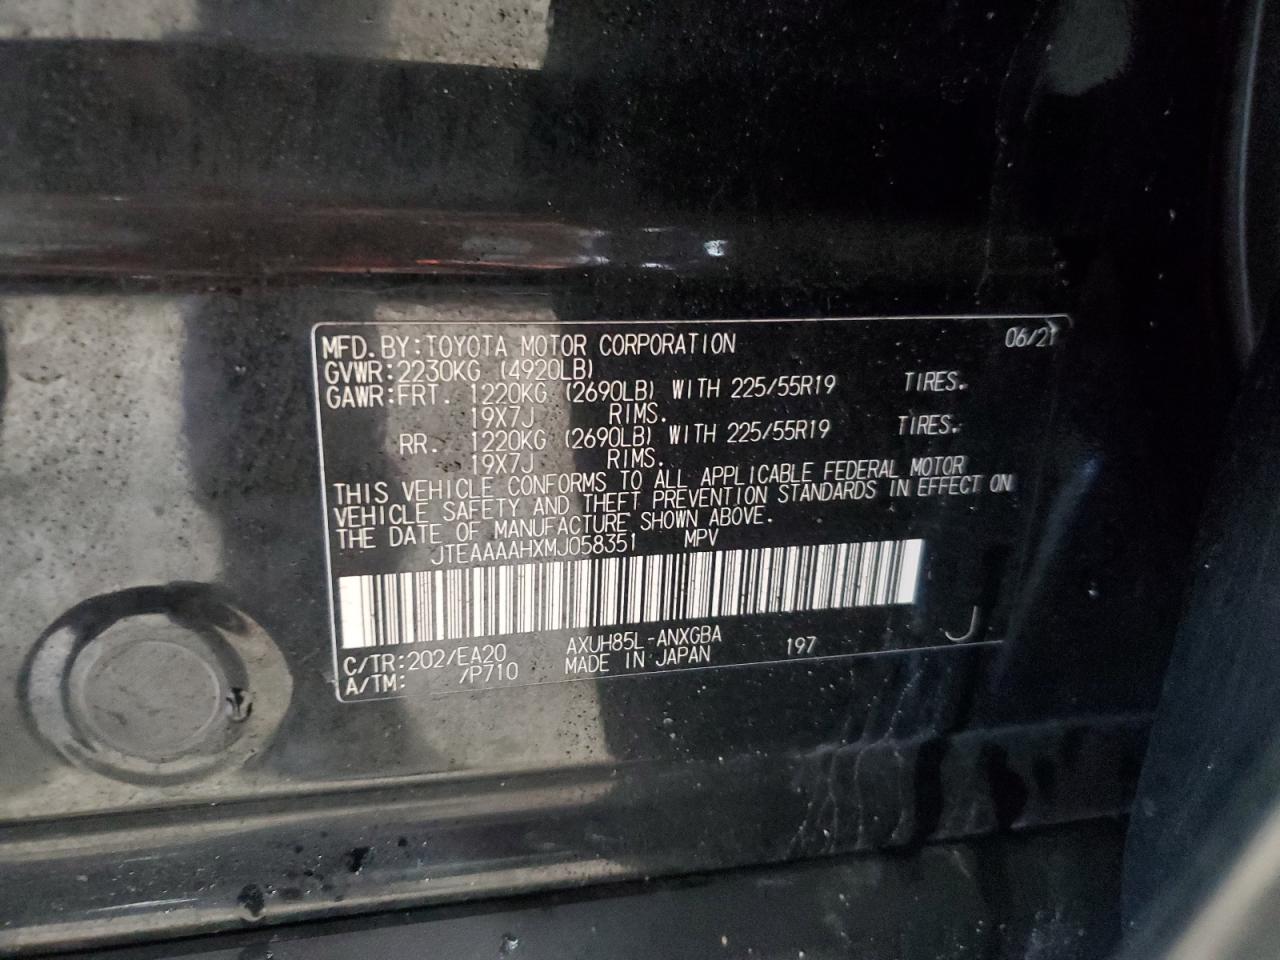 MFD. BY: TOYOTA MOTOR CORPORATION 06/21
GVWR: 2230KG (4920LB)
GAWR: FRT. 1220KG (2690LB) WITH 225/55R19 TIRES.
19X7J RIMS.
RR. 1220KG (2690LB) WITH 225/55R19 TIRES.
19X7J RIMS.
THIS VEHICLE CONFORMS TO ALL APPLICABLE FEDERAL MOTOR
VEHICLE SAFETY AND THEFT PREVENTION STANDARDS IN EFFECT ON
THE DATE OF MANUFACTURE SHOWN ABOVE.
JTEAAAAHXMJ058351 MPV
C/TR: 202/EA20 AXUH85L-ANXGBA 197 J
A/TM: /P710 MADE IN JAPAN